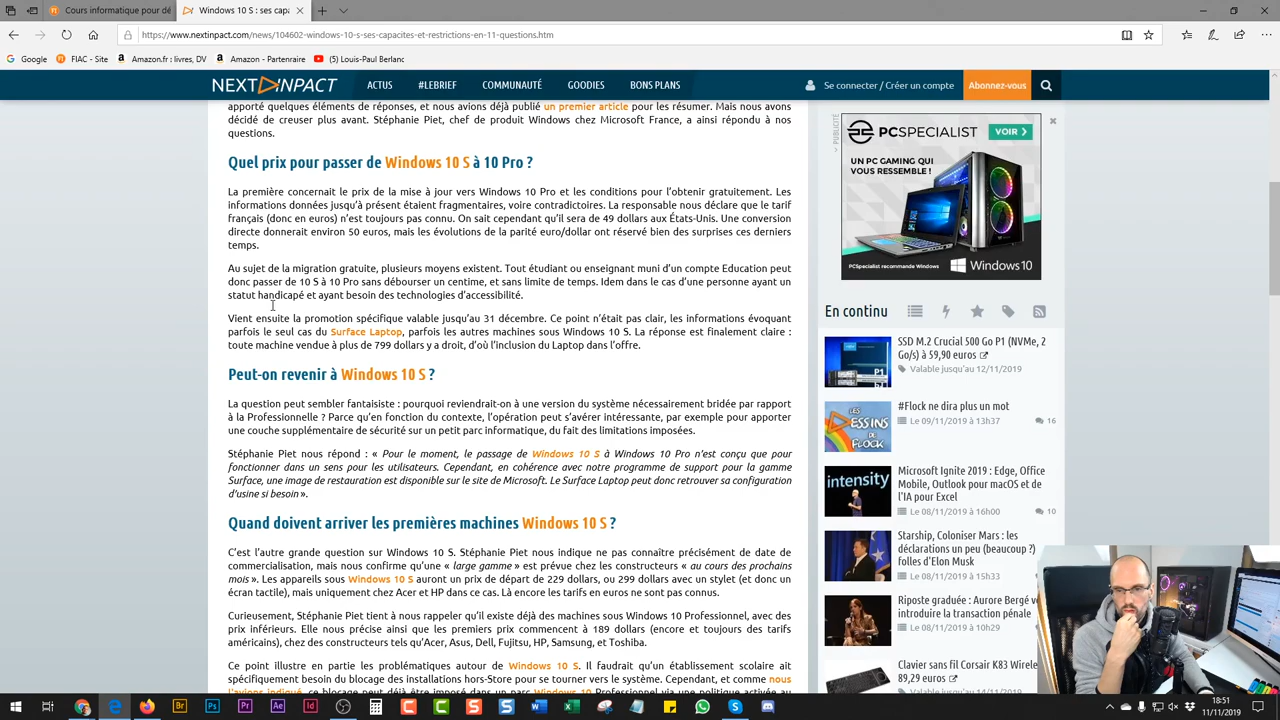 Cours informatique pour dé
Windows 10 S : ses capa
https://www.nextinpact.com/news/104602-windows-10-s-ses-capacites-et-restrictions-en-11-questions.htm
Google
FIAC - Site
Amazon.fr : livres, DV
Amazon - Partenaire
(5) Louis-Paul Berlanc
NEXT INPACT
ACTUS
#LEBRIEF
COMMUNAUTÉ
GOODIES
BONS PLANS
Se connecter / Créer un compte
Abonnez-vous
apporté quelques éléments de réponses, et nous avions déjà publié un premier article pour les résumer. Mais nous avons
décidé de creuser plus avant. Stéphanie Piet, chef de produit Windows chez Microsoft France, a ainsi répondu à nos
questions.
Quel prix pour passer de Windows 10 S à 10 Pro ?
La première concernait le prix de la mise à jour vers Windows 10 Pro et les conditions pour l'obtenir gratuitement. Les
informations données jusqu'à présent étaient fragmentaires, voire contradictoires. La responsable nous déclare que le tarif
français (donc en euros) n'est toujours pas connu. On sait cependant qu'il sera de 49 dollars aux États-Unis. Une conversion
directe donnerait environ 50 euros, mais les évolutions de la parité euro/dollar ont réservé bien des surprises ces derniers
temps.
Au sujet de la migration gratuite, plusieurs moyens existent. Tout étudiant ou enseignant muni d'un compte Education peut
donc passer de 10 S à 10 Pro sans débourser un centime, et sans limite de temps. Idem dans le cas d'une personne ayant un
statut handicapé et ayant besoin des technologies d'accessibilité.
Vient ensuite la promotion spécifique valable jusqu'au 31 décembre. Ce point n'était pas clair, les informations évoquant
parfois le seul cas du Surface Laptop, parfois les autres machines sous Windows 10 S. La réponse est finalement claire :
toute machine vendue à plus de 799 dollars y a droit, d'où l'inclusion du Laptop dans l'offre.
Peut-on revenir à Windows 10 S ?
La question peut sembler fantaisiste : pourquoi reviendrait-on à une version du système nécessairement bridée par rapport
à la Professionnelle ? Parce qu'en fonction du contexte, l'opération peut s'avérer intéressante, par exemple pour apporter
une couche supplémentaire de sécurité sur un petit parc informatique, du fait des limitations imposées.
Stéphanie Piet nous répond : « Pour le moment, le passage de Windows 10 S à Windows 10 Pro n'est conçu que pour
fonctionner dans un sens pour les utilisateurs. Cependant, en cohérence avec notre programme de support pour la gamme
Surface, une image de restauration est disponible sur le site de Microsoft. Le Surface Laptop peut donc retrouver sa configuration
d'usine si besoin ».
Quand doivent arriver les premières machines Windows 10 S ?
C'est l'autre grande question sur Windows 10 S. Stéphanie Piet nous indique ne pas connaître précisément de date de
commercialisation, mais nous confirme qu'une « large gamme » est prévue chez les constructeurs « au cours des prochains
mois ». Les appareils sous Windows 10 S auront un prix de départ de 229 dollars, ou 299 dollars avec un stylet (et donc un
écran tactile), mais uniquement chez Acer et HP dans ce cas. Là encore les tarifs en euros ne sont pas connus.
Curieusement, Stéphanie Piet tient à nous rappeler qu'il existe déjà des machines sous Windows 10 Professionnel, avec des
prix inférieurs. Elle nous précise ainsi que les premiers prix commencent à 189 dollars (encore et toujours des tarifs
américains), chez des constructeurs tels qu'Acer, Asus, Dell, Fujitsu, HP, Samsung, et Toshiba.
Ce point illustre en partie les problématiques autour de Windows 10 S. Il faudrait qu'un établissement scolaire ait
spécifiquement besoin du blocage des installations hors-Store pour se tourner vers le système. Cependant, et comme nous
l'avions indiqué, ce blocage peut déjà être imposé dans un parc Windows 10 Professionnel via une politique activée au
PUBLICITÉ
PCSPECIALIST
VOIR
UN PC GAMING QUI
VOUS RESSEMBLE !
PCSpecialist recommande Windows
Windows10
En continu
SSD M.2 Crucial 500 Go P1 (NVMe, 2
Go/s) à 59,90 euros
Valable jusqu'au 12/11/2019
P1
LES
DESSINS
DE
FLOCK
#Flock ne dira plus un mot
Le 09/11/2019 à 13h37
16
intensity
Microsoft Ignite 2019 : Edge, Office
Mobile, Outlook pour macOS et de
l'IA pour Excel
Le 08/11/2019 à 16h00
10
Starship, Coloniser Mars : les
déclarations un peu (beaucoup ?)
folles d'Elon Musk
Le 08/11/2019 à 15h33
Riposte graduée : Aurore Bergé v
introduire la transaction pénale
Le 08/11/2019 à 10h29
Clavier sans fil Corsair K83 Wirele
89,29 euros
Valable jusqu'au 14/11/2019
18:51
11/11/2019